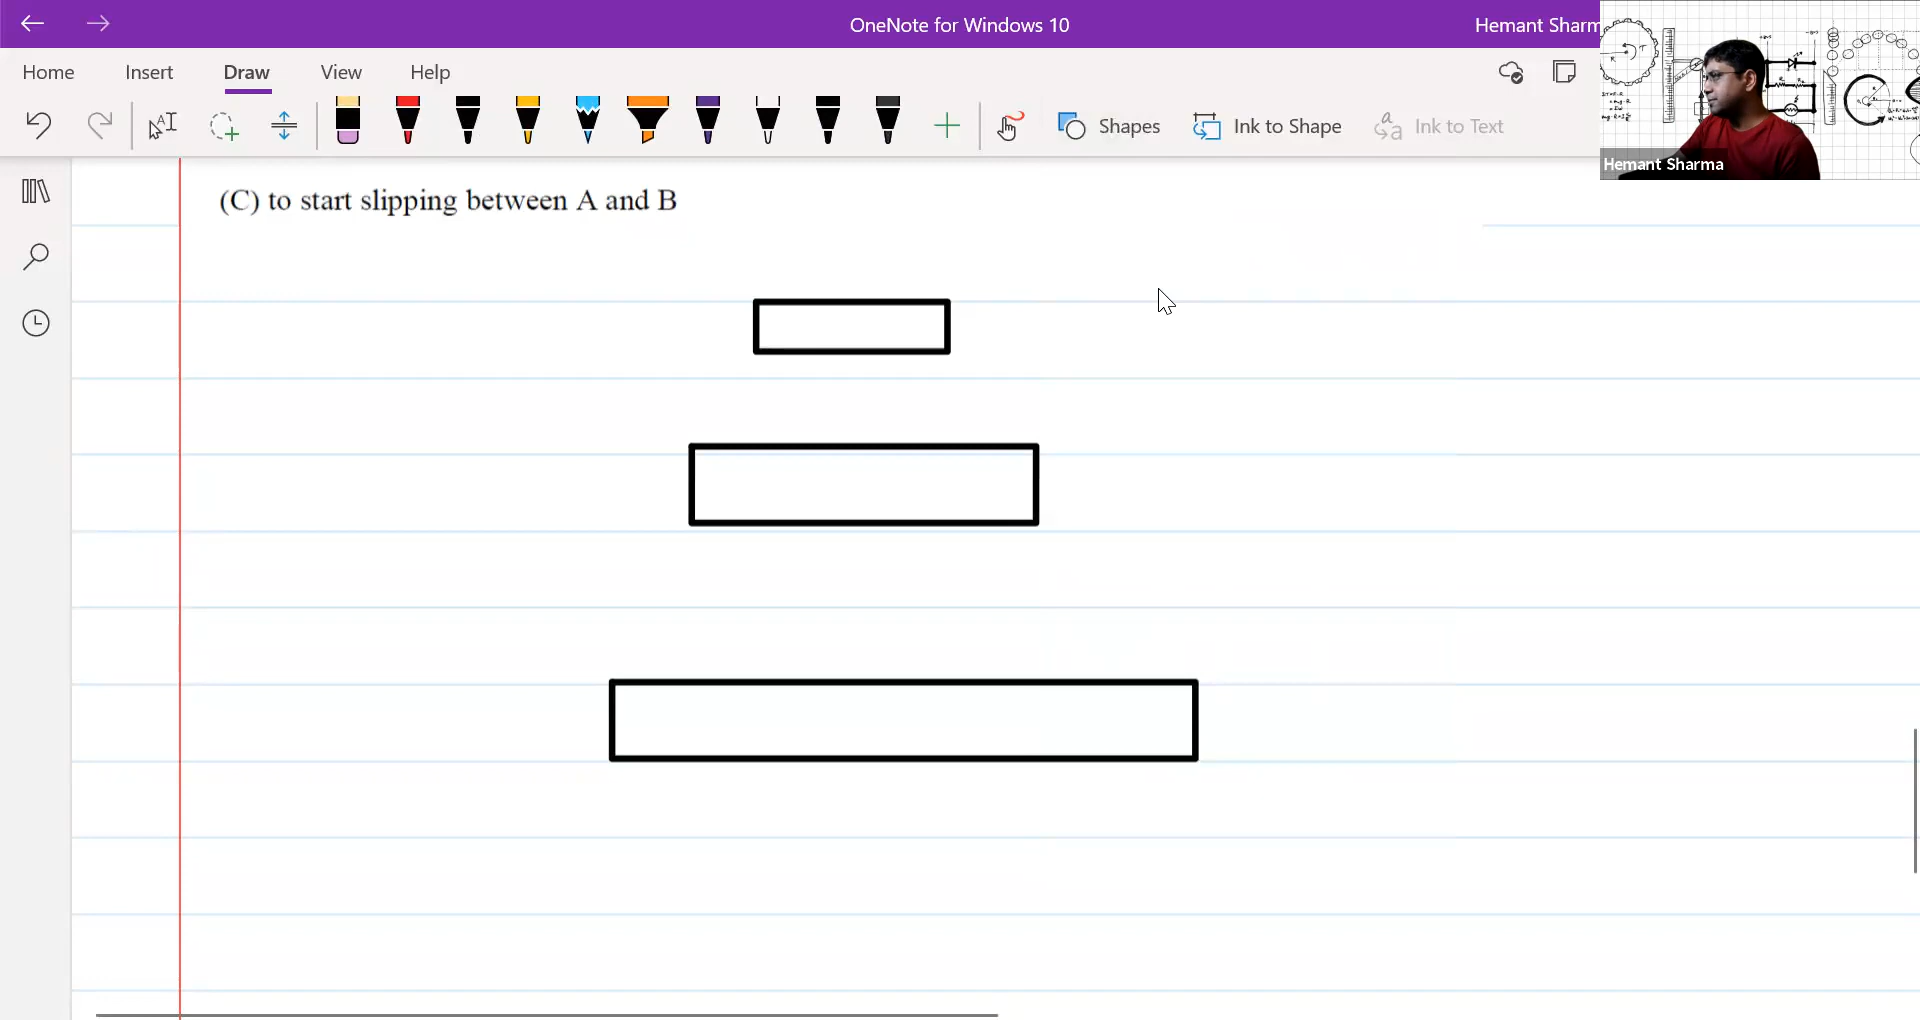 OneNote for Windows 10
Hemant Sharm
Home Insert Draw View Help
Shapes Ink to Shape Ink to Text
Hemant Sharma
(C) to start slipping between A and B